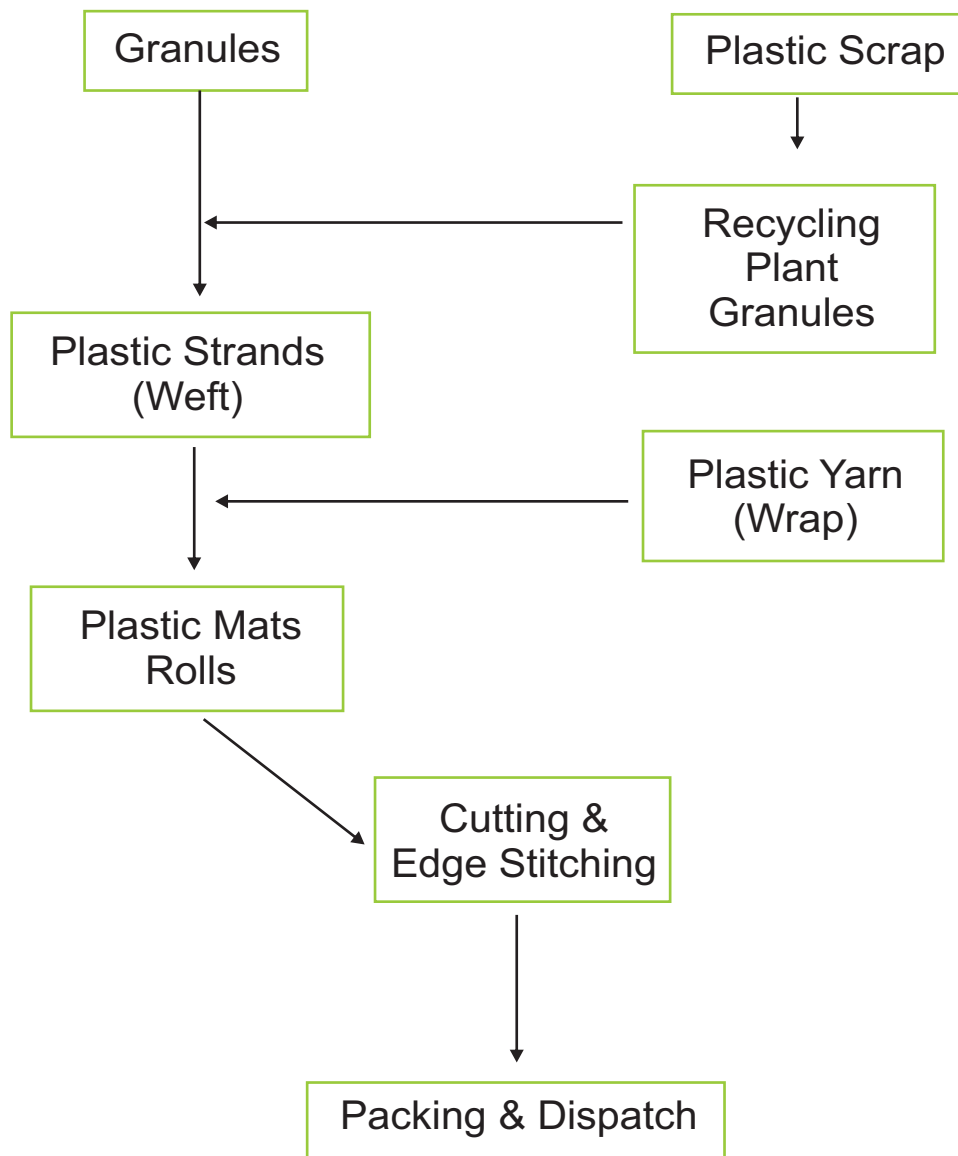 Granules
Plastic Scrap
Recycling
Plant
Granules
Plastic Strands
(Weft)
Plastic Yarn
(Wrap)
Plastic Mats
Rolls
Cutting &
Edge Stitching
Packing & Dispatch